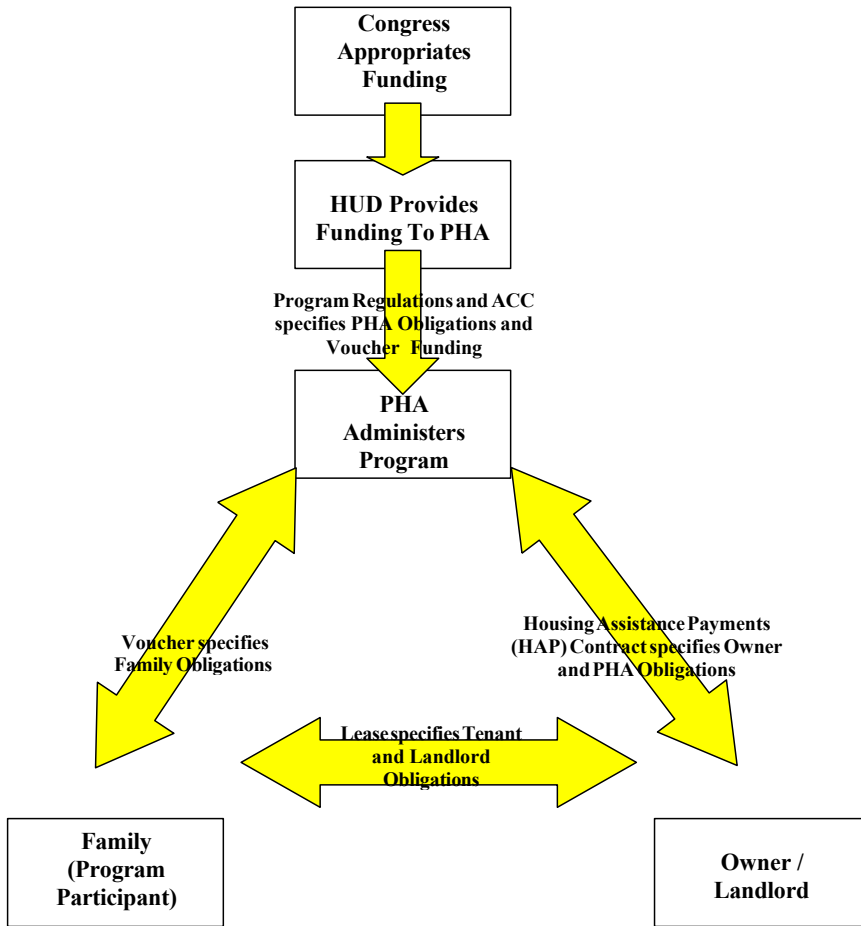 Congress
Appropriates
Funding
HUD Provides
Funding To PHA
Program Regulations and ACC
specifies PHA Obligations and
Voucher Funding
PHA
Administers
Program
Voucher specifies
Family Obligations
Housing Assistance Payments
(HAP) Contract specifies Owner
and PHA Obligations
Lease specifies Tenant
and Landlord
Obligations
Family
(Program
Participant)
Owner /
Landlord